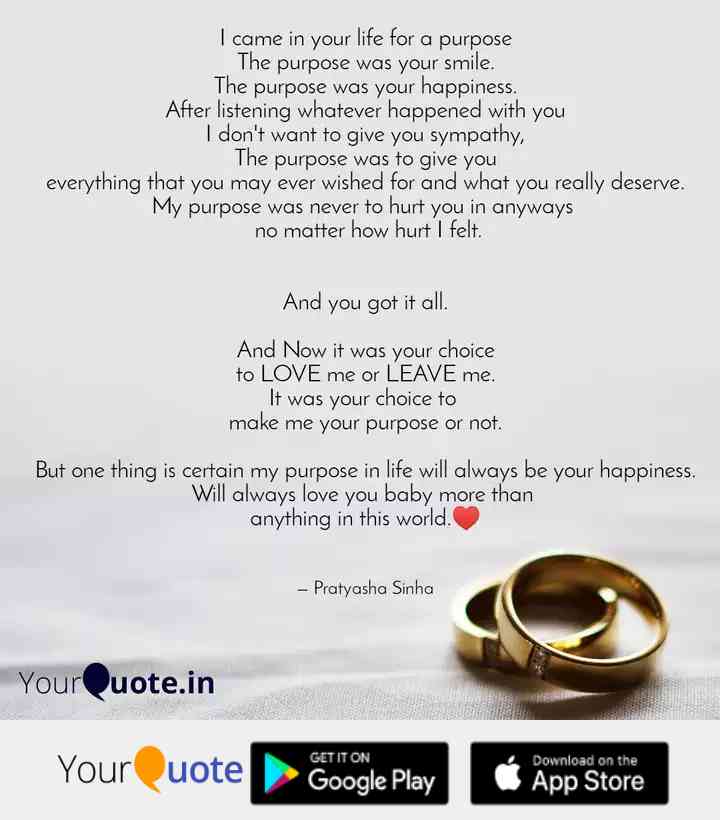 I came in your life for a purpose
The purpose was your smile.
The purpose was your happiness.
After listening whatever happened with you
I don't want to give you sympathy,
The purpose was to give you
everything that you may ever wished for and what you really deserve.
My purpose was never to hurt you in anyways
no matter how hurt I felt.
And you got it all.
And Now it was your choice
to LOVE me or LEAVE me.
It was your choice to
make me your purpose or not.
But one thing is certain my purpose in life will always be your happiness.
Will always love you baby more than
anything in this world.♥️
– Pratyasha Sinha
YourQuote.in
YourQuote
GET IT ON
Google Play
Download on the
App Store